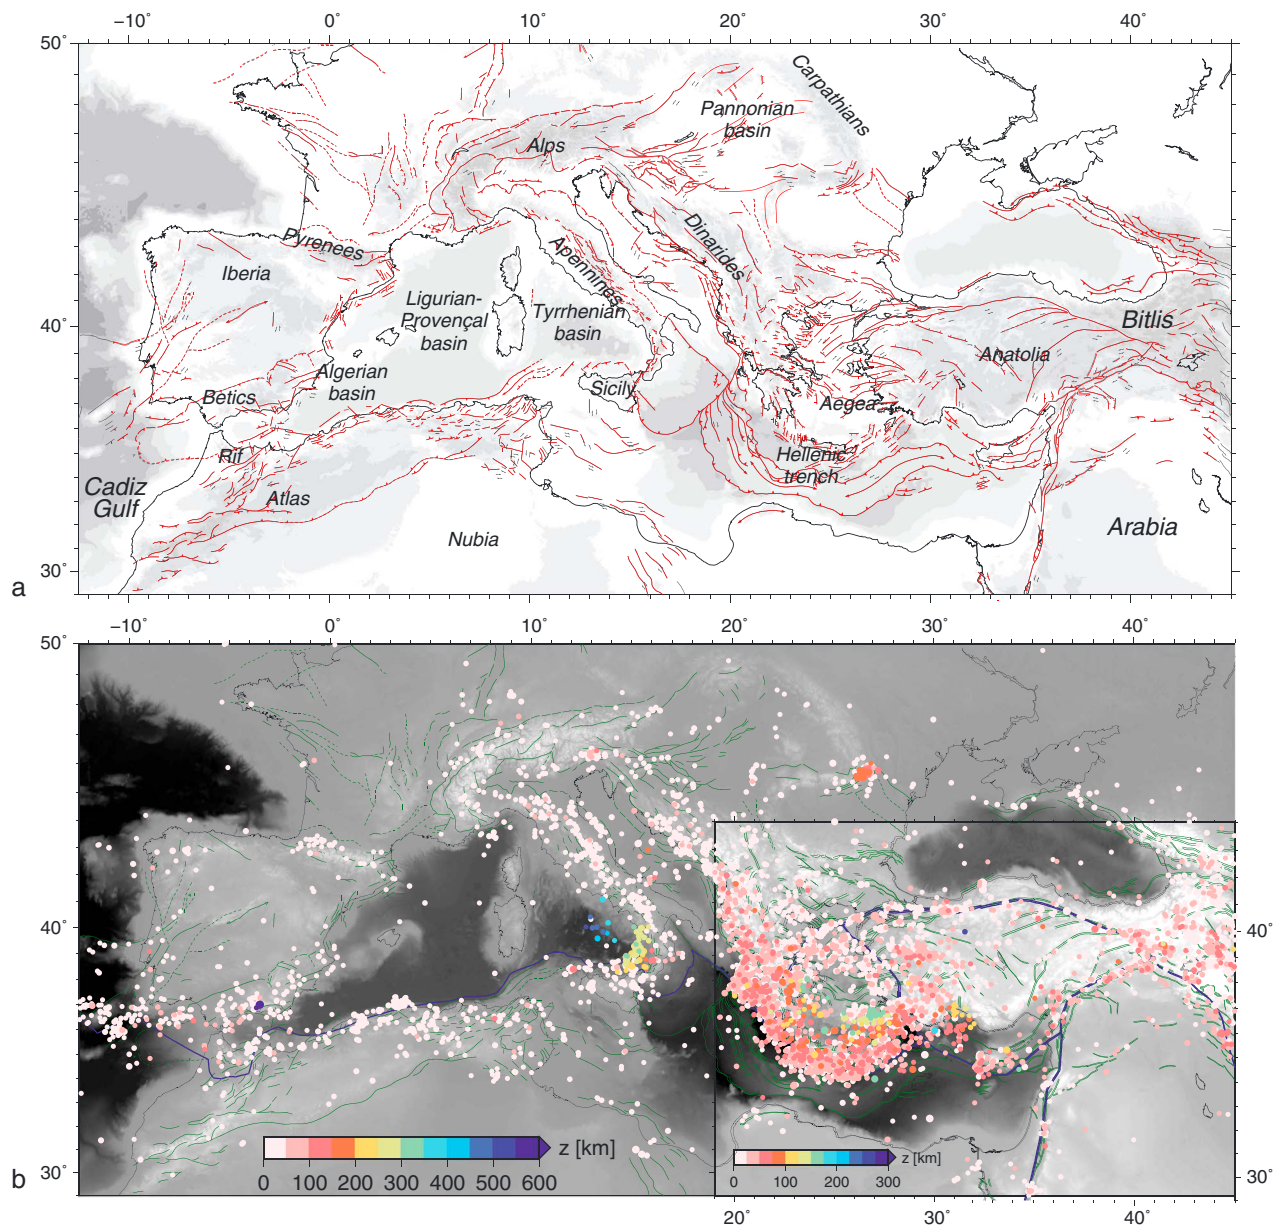 −10˚ 0˚ 10˚ 20˚ 30˚ 40˚
50˚
Carpathians
Pannonian
basin
Alps
Dinarides
Pyrenees
Apennines
Iberia
Ligurian-
Provençal
basin
Tyrrhenian
basin
Bitlis
40˚
Anatolia
Algerian
basin
Sicily
Betics
Aegea
Rif
Hellenic
trench
Cadiz
Gulf
Atlas
Nubia
Arabia
30˚
a
−10˚ 0˚ 10˚ 20˚ 30˚ 40˚
50˚
40˚
40˚
z [km]
0 100 200 300 400 500 600
z [km]
0 100 200 300
30˚
30˚
b
20˚ 30˚ 40˚